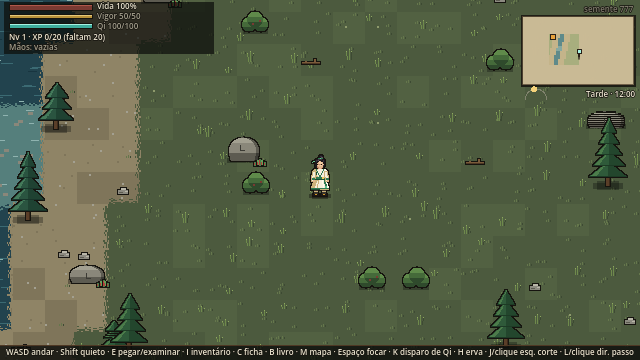 Vida 100%
Vigor 50/50
Qi 100/100
Nv 1 · XP 0/20 (faltam 20)
Mãos: vazias
semente 777
Tarde · 12:00
WASD andar · Shift quieto · E pegar/examinar · I inventário · C ficha · B livro · M mapa · Espaço focar · K disparo de Qi · H erva · J/clique esq. corte · L/clique dir. passo